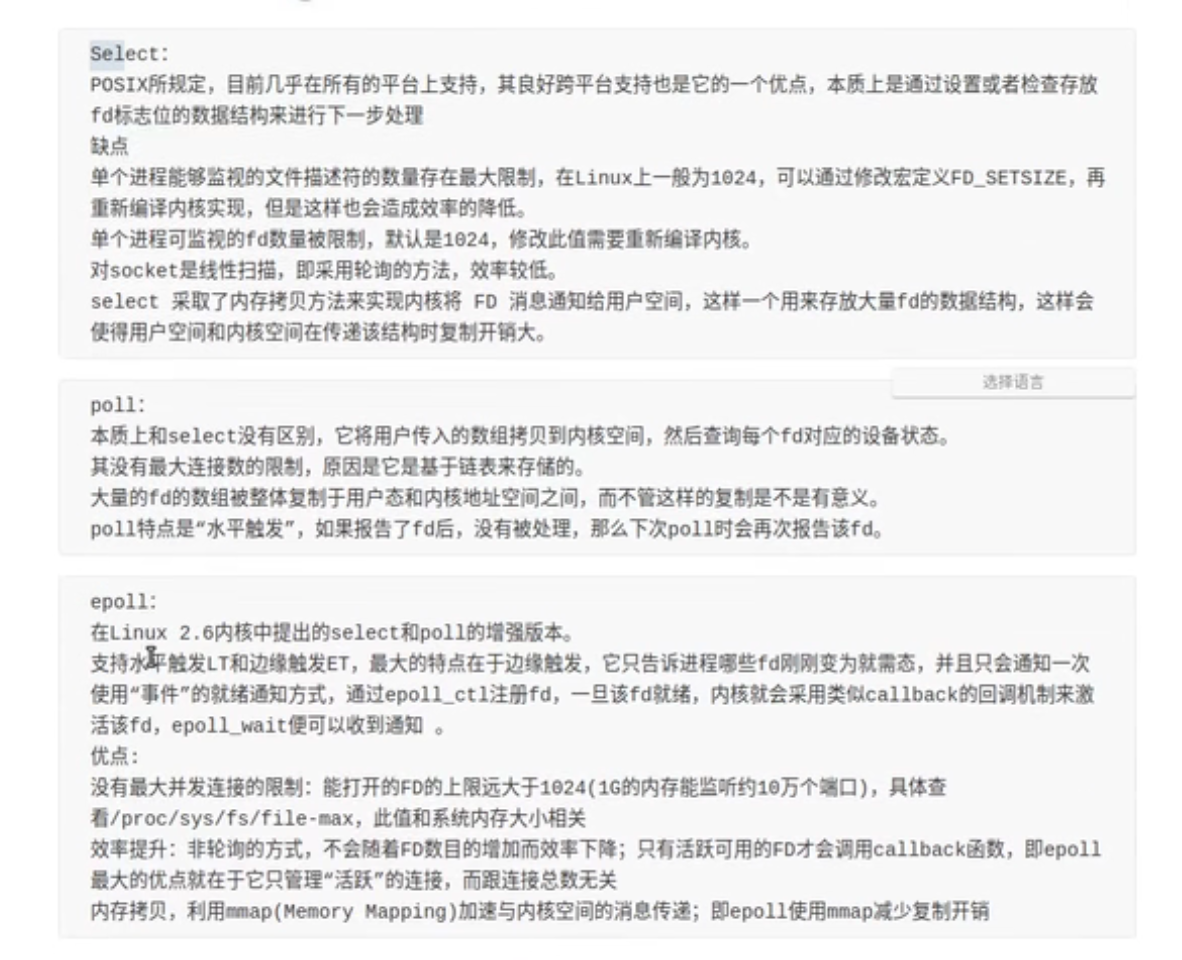 Select:
POSIX所规定，目前几乎在所有的平台上支持，其良好跨平台支持也是它的一个优点，本质上是通过设置或者检查存放
fd标志位的数据结构来进行下一步处理
缺点
单个进程能够监视的文件描述符的数量存在最大限制，在Linux上一般为1024，可以通过修改宏定义FD_SETSIZE，再
重新编译内核实现，但是这样也会造成效率的降低。
单个进程可监视的fd数量被限制，默认是1024，修改此值需要重新编译内核。
对socket是线性扫描，即采用轮询的方法，效率较低。
select 采取了内存拷贝方法来实现内核将 FD 消息通知给用户空间，这样一个用来存放大量fd的数据结构，这样会
使得用户空间和内核空间在传递该结构时复制开销大。
选择语言
poll:
本质上和select没有区别，它将用户传入的数组拷贝到内核空间，然后查询每个fd对应的设备状态。
其没有最大连接数的限制，原因是它是基于链表来存储的。
大量的fd的数组被整体复制于用户态和内核地址空间之间，而不管这样的复制是不是有意义。
poll特点是“水平触发”，如果报告了fd后，没有被处理，那么下次poll时会再次报告该fd。
epoll:
在Linux 2.6内核中提出的select和poll的增强版本。
支持水平触发LT和边缘触发ET，最大的特点在于边缘触发，它只告诉进程哪些fd刚刚变为就需态，并且只会通知一次
使用“事件”的就绪通知方式，通过epoll_ctl注册fd，一旦该fd就绪，内核就会采用类似callback的回调机制来激
活该fd，epoll_wait便可以收到通知 。
优点:
没有最大并发连接的限制：能打开的FD的上限远大于1024(1G的内存能监听约10万个端口)，具体查
看/proc/sys/fs/file-max，此值和系统内存大小相关
效率提升：非轮询的方式，不会随着FD数目的增加而效率下降；只有活跃可用的FD才会调用callback函数，即epoll
最大的优点就在于它只管理“活跃”的连接，而跟连接总数无关
内存拷贝，利用mmap(Memory Mapping)加速与内核空间的消息传递；即epoll使用mmap减少复制开销